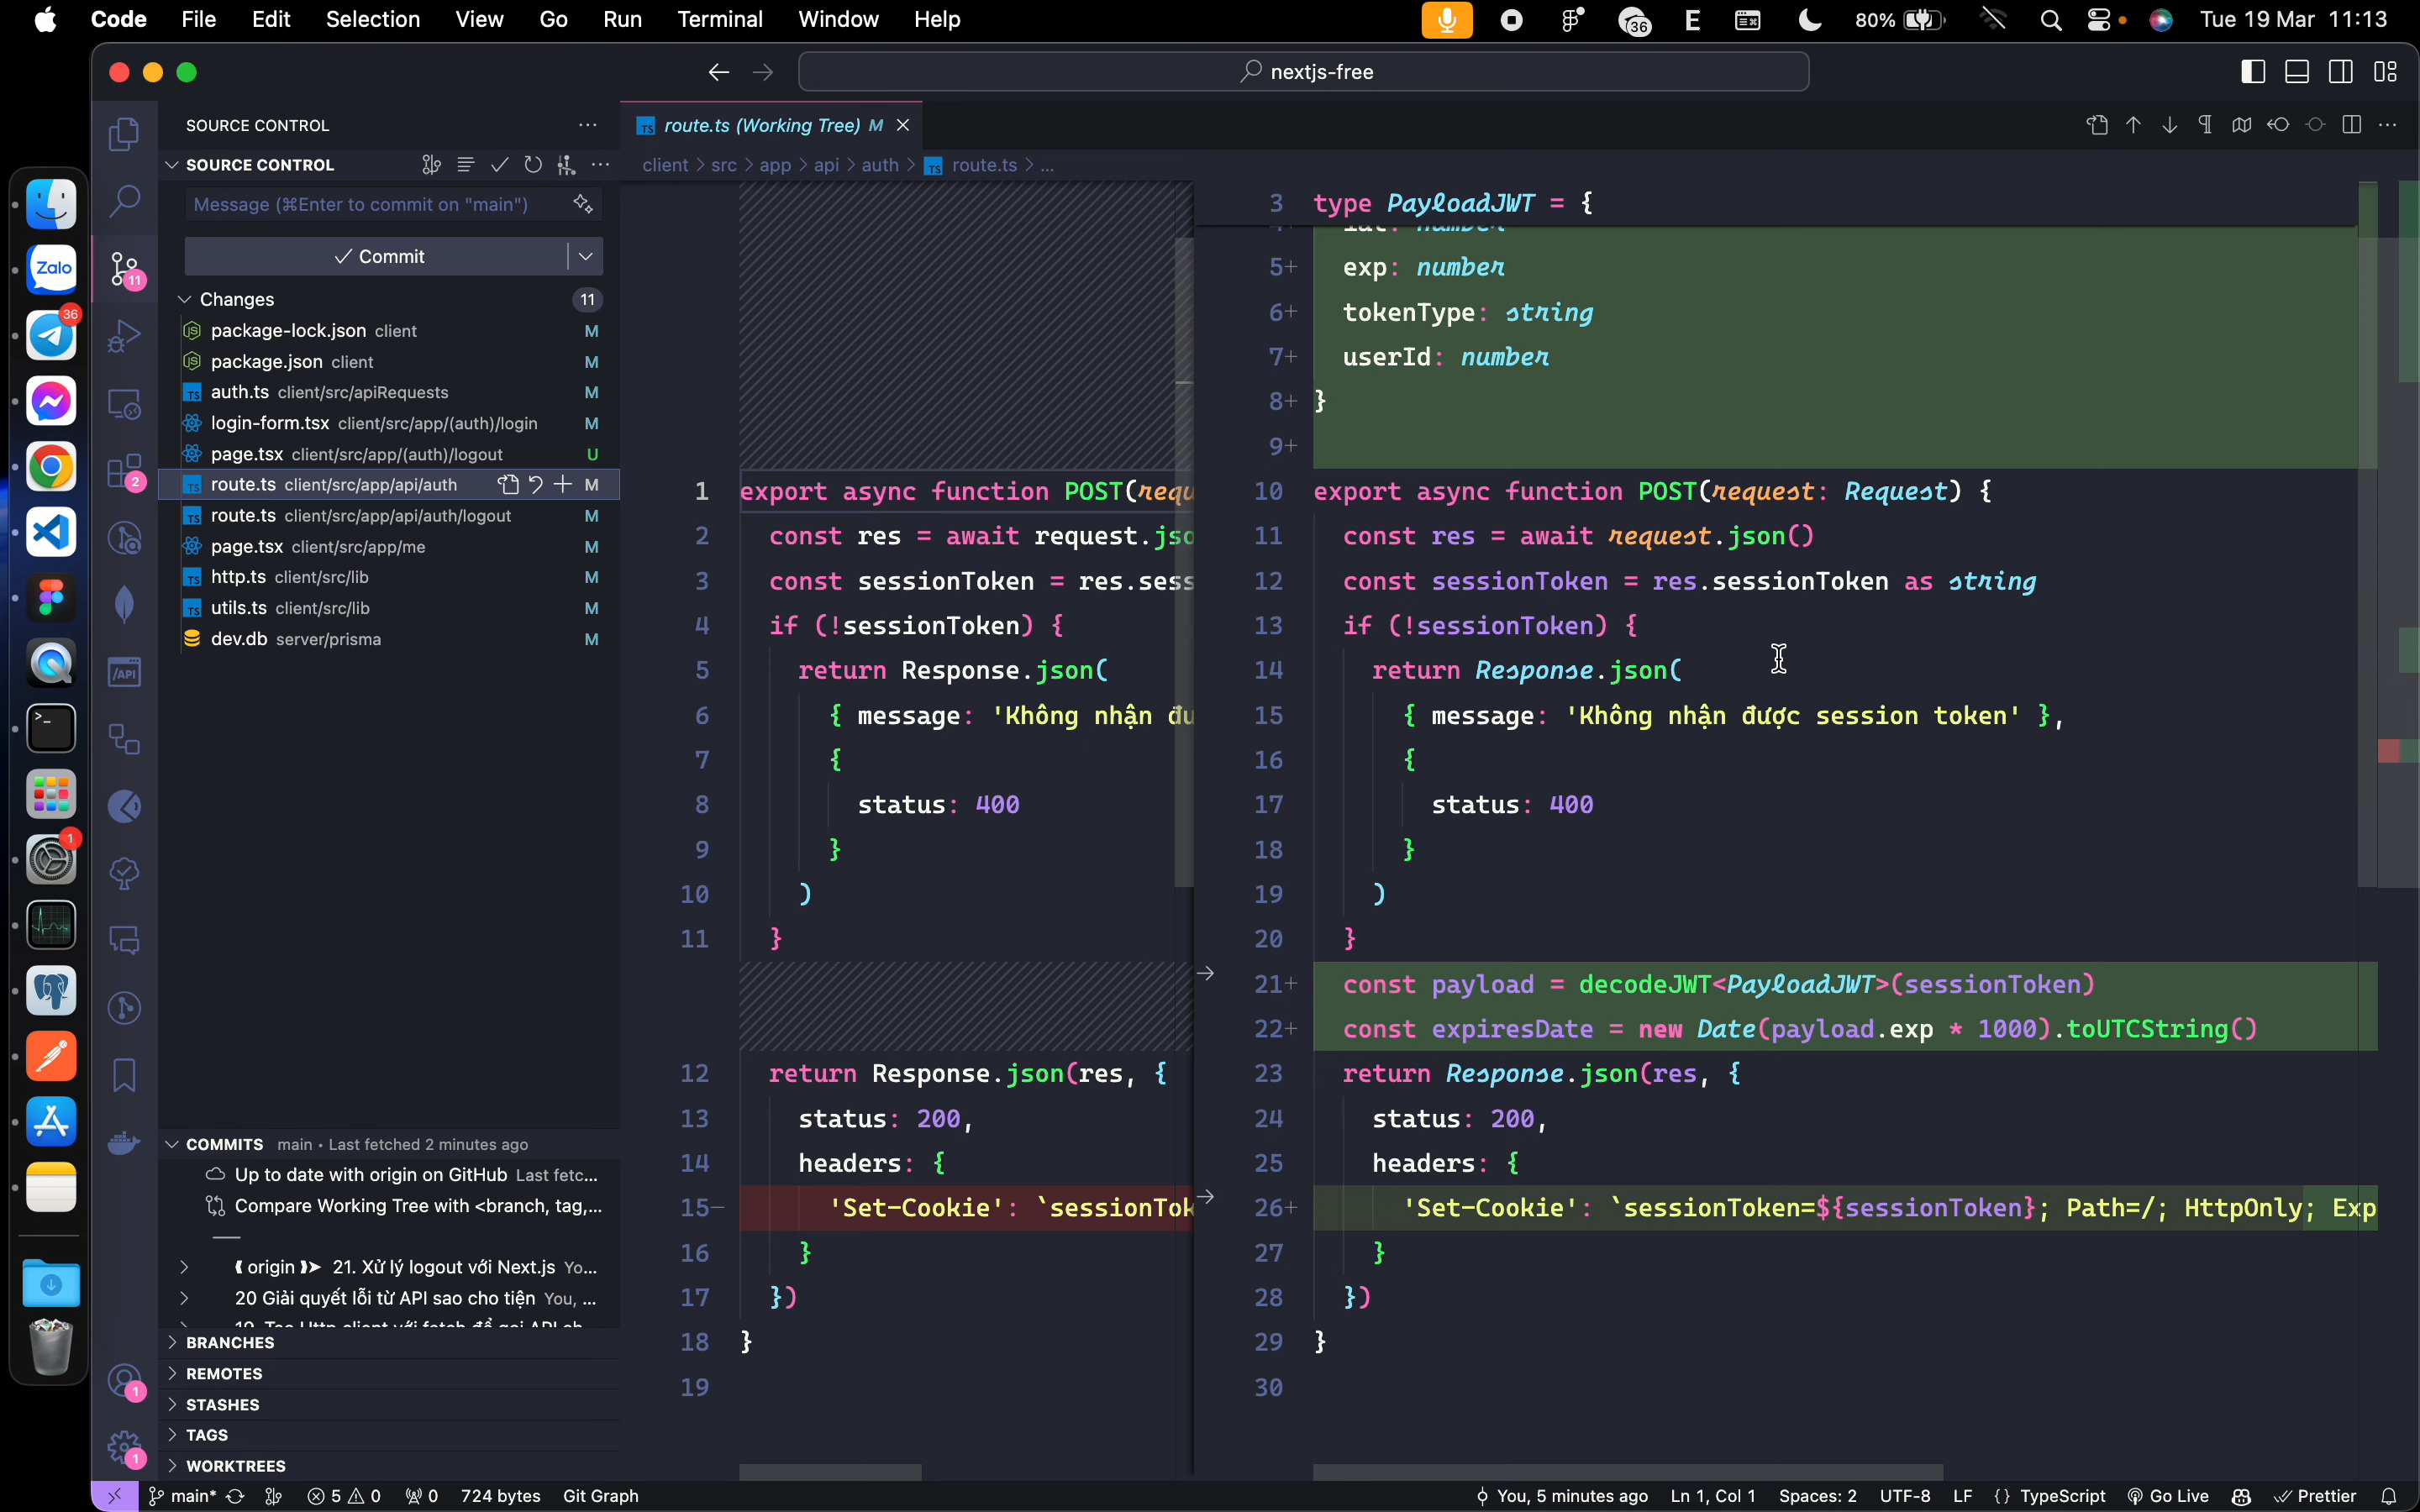 Code File Edit Selection View Go Run Terminal Window Help
36 E 80% Tue 19 Mar 11:13
nextjs-free
SOURCE CONTROL
SOURCE CONTROL
Message (⌘Enter to commit on "main")
Commit
Changes 11
package-lock.json client M
package.json client M
auth.ts client/src/apiRequests M
login-form.tsx client/src/app/(auth)/login M
page.tsx client/src/app/(auth)/logout U
route.ts client/src/app/api/auth M
route.ts client/src/app/api/auth/logout M
page.tsx client/src/app/me M
http.ts client/src/lib M
utils.ts client/src/lib M
dev.db server/prisma M
COMMITS main • Last fetched 2 minutes ago
Up to date with origin on GitHub Last fetc...
Compare Working Tree with <branch, tag,...
origin 21. Xử lý logout với Next.js Yo...
20 Giải quyết lỗi từ API sao cho tiện You, ...
BRANCHES
REMOTES
STASHES
TAGS
WORKTREES
Zalo
36
1
11
2
/API
1
1
TS route.ts (Working Tree) M
client > src > app > api > auth > TS route.ts > ...
1 export async function POST(requ
2 const res = await request.jso
3 const sessionToken = res.sess
4 if (!sessionToken) {
5 return Response.json(
6 { message: 'Không nhận đư
7 {
8 status: 400
9 }
10 )
11 }
12 return Response.json(res, {
13 status: 200,
14 headers: {
15- 'Set-Cookie': `sessionTok
16 }
17 })
18 }
19
3 type PayloadJWT = {
5+ exp: number
6+ tokenType: string
7+ userId: number
8+ }
9+
10 export async function POST(request: Request) {
11 const res = await request.json()
12 const sessionToken = res.sessionToken as string
13 if (!sessionToken) {
14 return Response.json(
15 { message: 'Không nhận được session token' },
16 {
17 status: 400
18 }
19 )
20 }
21+ const payload = decodeJWT<PayloadJWT>(sessionToken)
22+ const expiresDate = new Date(payload.exp * 1000).toUTCString()
23 return Response.json(res, {
24 status: 200,
25 headers: {
26+ 'Set-Cookie': `sessionToken=${sessionToken}; Path=/; HttpOnly; Exp
27 }
28 })
29 }
30
main* 5 0 0 724 bytes Git Graph
You, 5 minutes ago Ln 1, Col 1 Spaces: 2 UTF-8 LF {} TypeScript Go Live Prettier